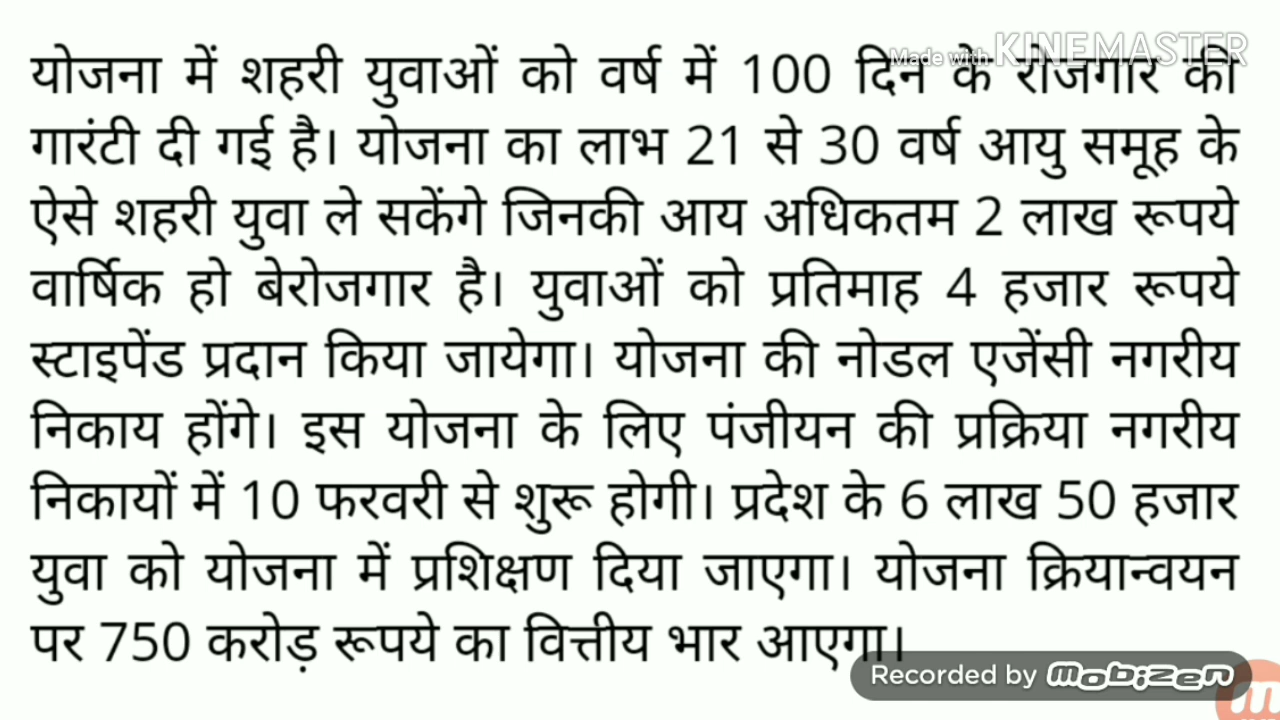 Made with KINEMASTER
योजना में शहरी युवाओं को वर्ष में 100 दिन के रोजगार की
गारंटी दी गई है। योजना का लाभ 21 से 30 वर्ष आयु समूह के
ऐसे शहरी युवा ले सकेंगे जिनकी आय अधिकतम 2 लाख रूपये
वार्षिक हो बेरोजगार है। युवाओं को प्रतिमाह 4 हजार रूपये
स्टाइपेंड प्रदान किया जायेगा। योजना की नोडल एजेंसी नगरीय
निकाय होंगे। इस योजना के लिए पंजीयन की प्रक्रिया नगरीय
निकायों में 10 फरवरी से शुरू होगी। प्रदेश के 6 लाख 50 हजार
युवा को योजना में प्रशिक्षण दिया जाएगा। योजना क्रियान्वयन
पर 750 करोड़ रूपये का वित्तीय भार आएगा।
Recorded by mobizen